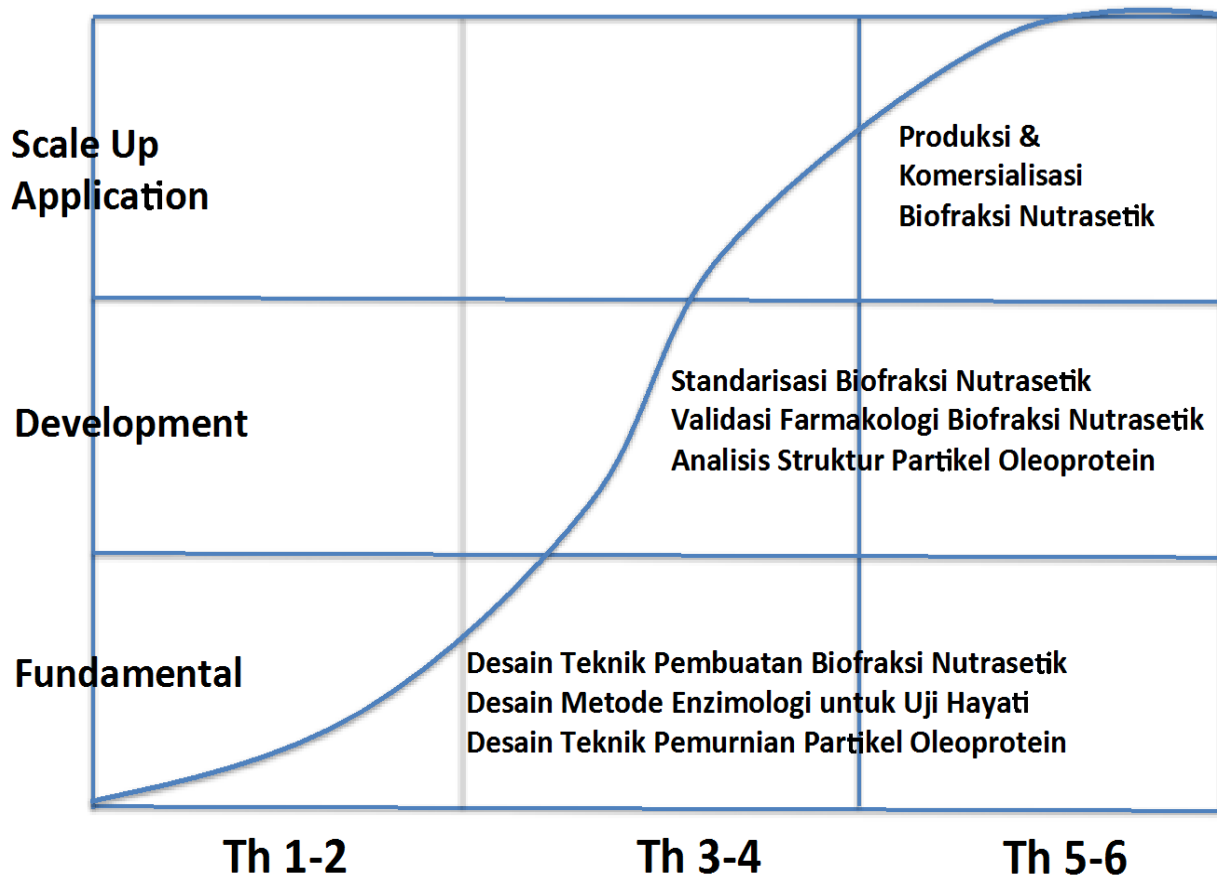 Scale Up
Application
Produksi &
Komersialisasi
Biofraksi Nutrasetik
Development
Standarisasi Biofraksi Nutrasetik
Validasi Farmakologi Biofraksi Nutrasetik
Analisis Struktur Partikel Oleoprotein
Fundamental
Desain Teknik Pembuatan Biofraksi Nutrasetik
Desain Metode Enzimologi untuk Uji Hayati
Desain Teknik Pemurnian Partikel Oleoprotein
Th 1-2
Th 3-4
Th 5-6